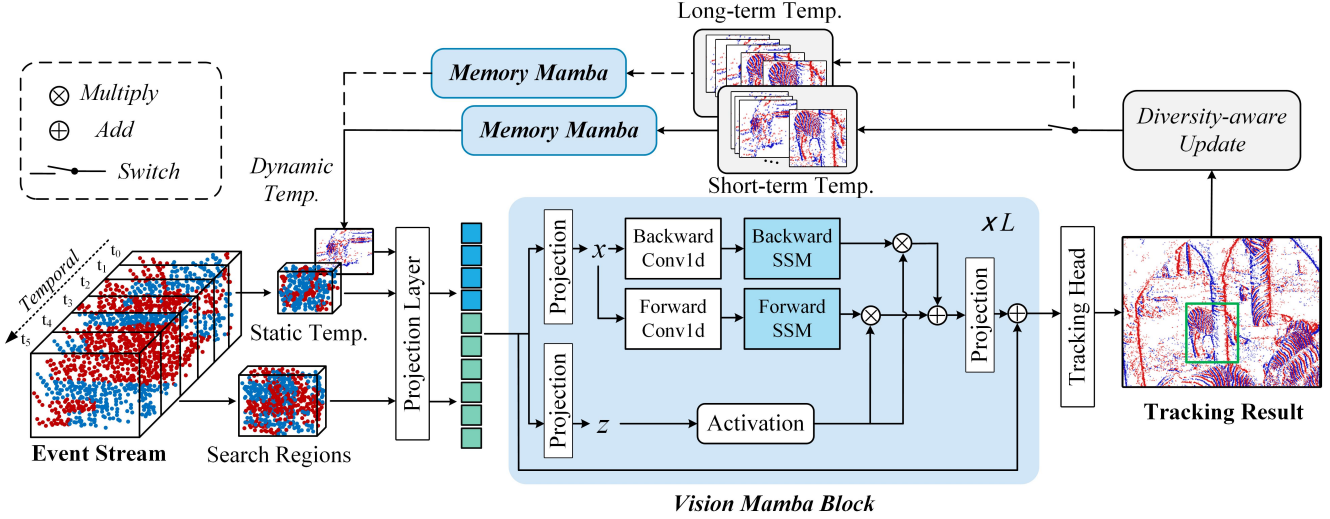 Long-term Temp.
Memory Mamba
Memory Mamba
Multiply
Add
Switch
Diversity-aware
Update
Dynamic
Temp.
Short-term Temp.
Temporal
t0
t1
t2
t3
t4
t5
Static Temp.
Event Stream
Search Regions
Projection Layer
Projection
x
Backward
Conv1d
Backward
SSM
x L
Forward
Conv1d
Forward
SSM
Projection
z
Activation
Projection
Tracking Head
Tracking Result
Vision Mamba Block